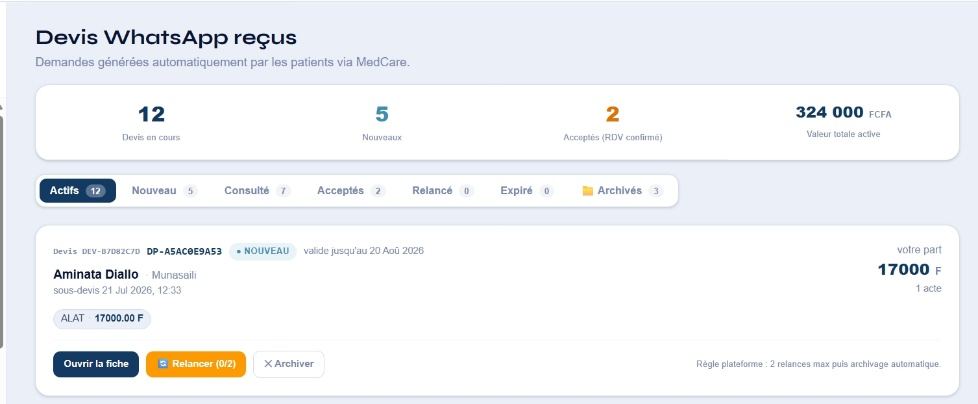 Devis WhatsApp reçus
Demandes générées automatiquement par les patients via MedCare.
12
Devis en cours
5
Nouveaux
2
Acceptés (RDV confirmé)
324 000 FCFA
Valeur totale active
Actifs 12 Nouveau 5 Consulté 7 Acceptés 2 Relancé 0 Expiré 0 Archivés 3
Devis DEV-B7D82C7D DP-A5AC0E9A53 • NOUVEAU valide jusqu'au 20 Aoû 2026
votre part
Aminata Diallo · Munasaili
17000 F
sous-devis 21 Jul 2026, 12:33
1 acte
ALAT 17000.00 F
Ouvrir la fiche Relancer (0/2) ✕ Archiver
Règle plateforme : 2 relances max puis archivage automatique.